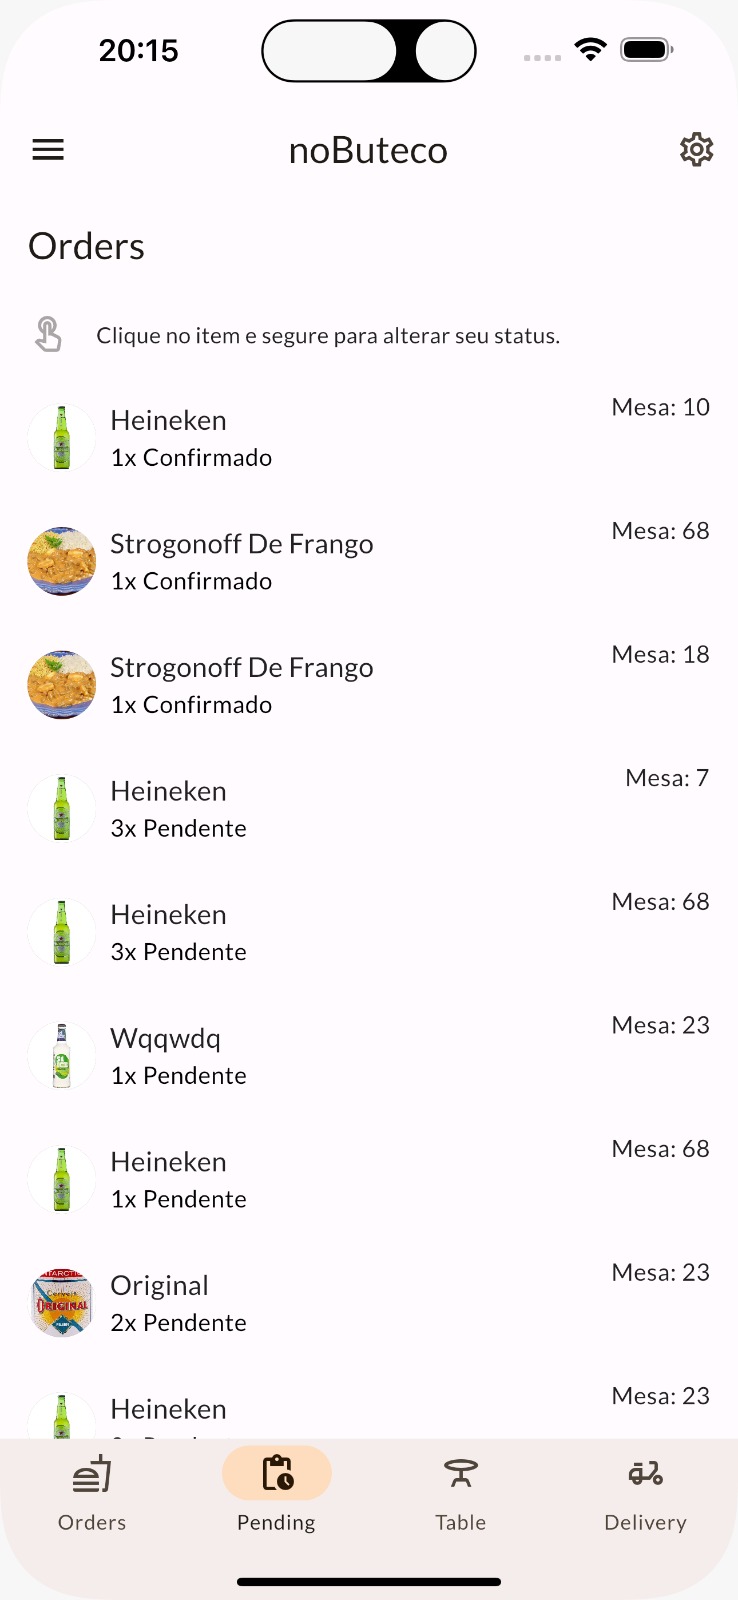 20:15
noButeco
Orders
Clique no item e segure para alterar seu status.
Heineken
Mesa: 10
1x Confirmado
Strogonoff De Frango
Mesa: 68
1x Confirmado
Strogonoff De Frango
Mesa: 18
1x Confirmado
Heineken
Mesa: 7
3x Pendente
Heineken
Mesa: 68
3x Pendente
Wqqwdq
Mesa: 23
1x Pendente
Heineken
Mesa: 68
1x Pendente
ORIGINAL
Original
Mesa: 23
2x Pendente
Heineken
Mesa: 23
Orders
Pending
Table
Delivery